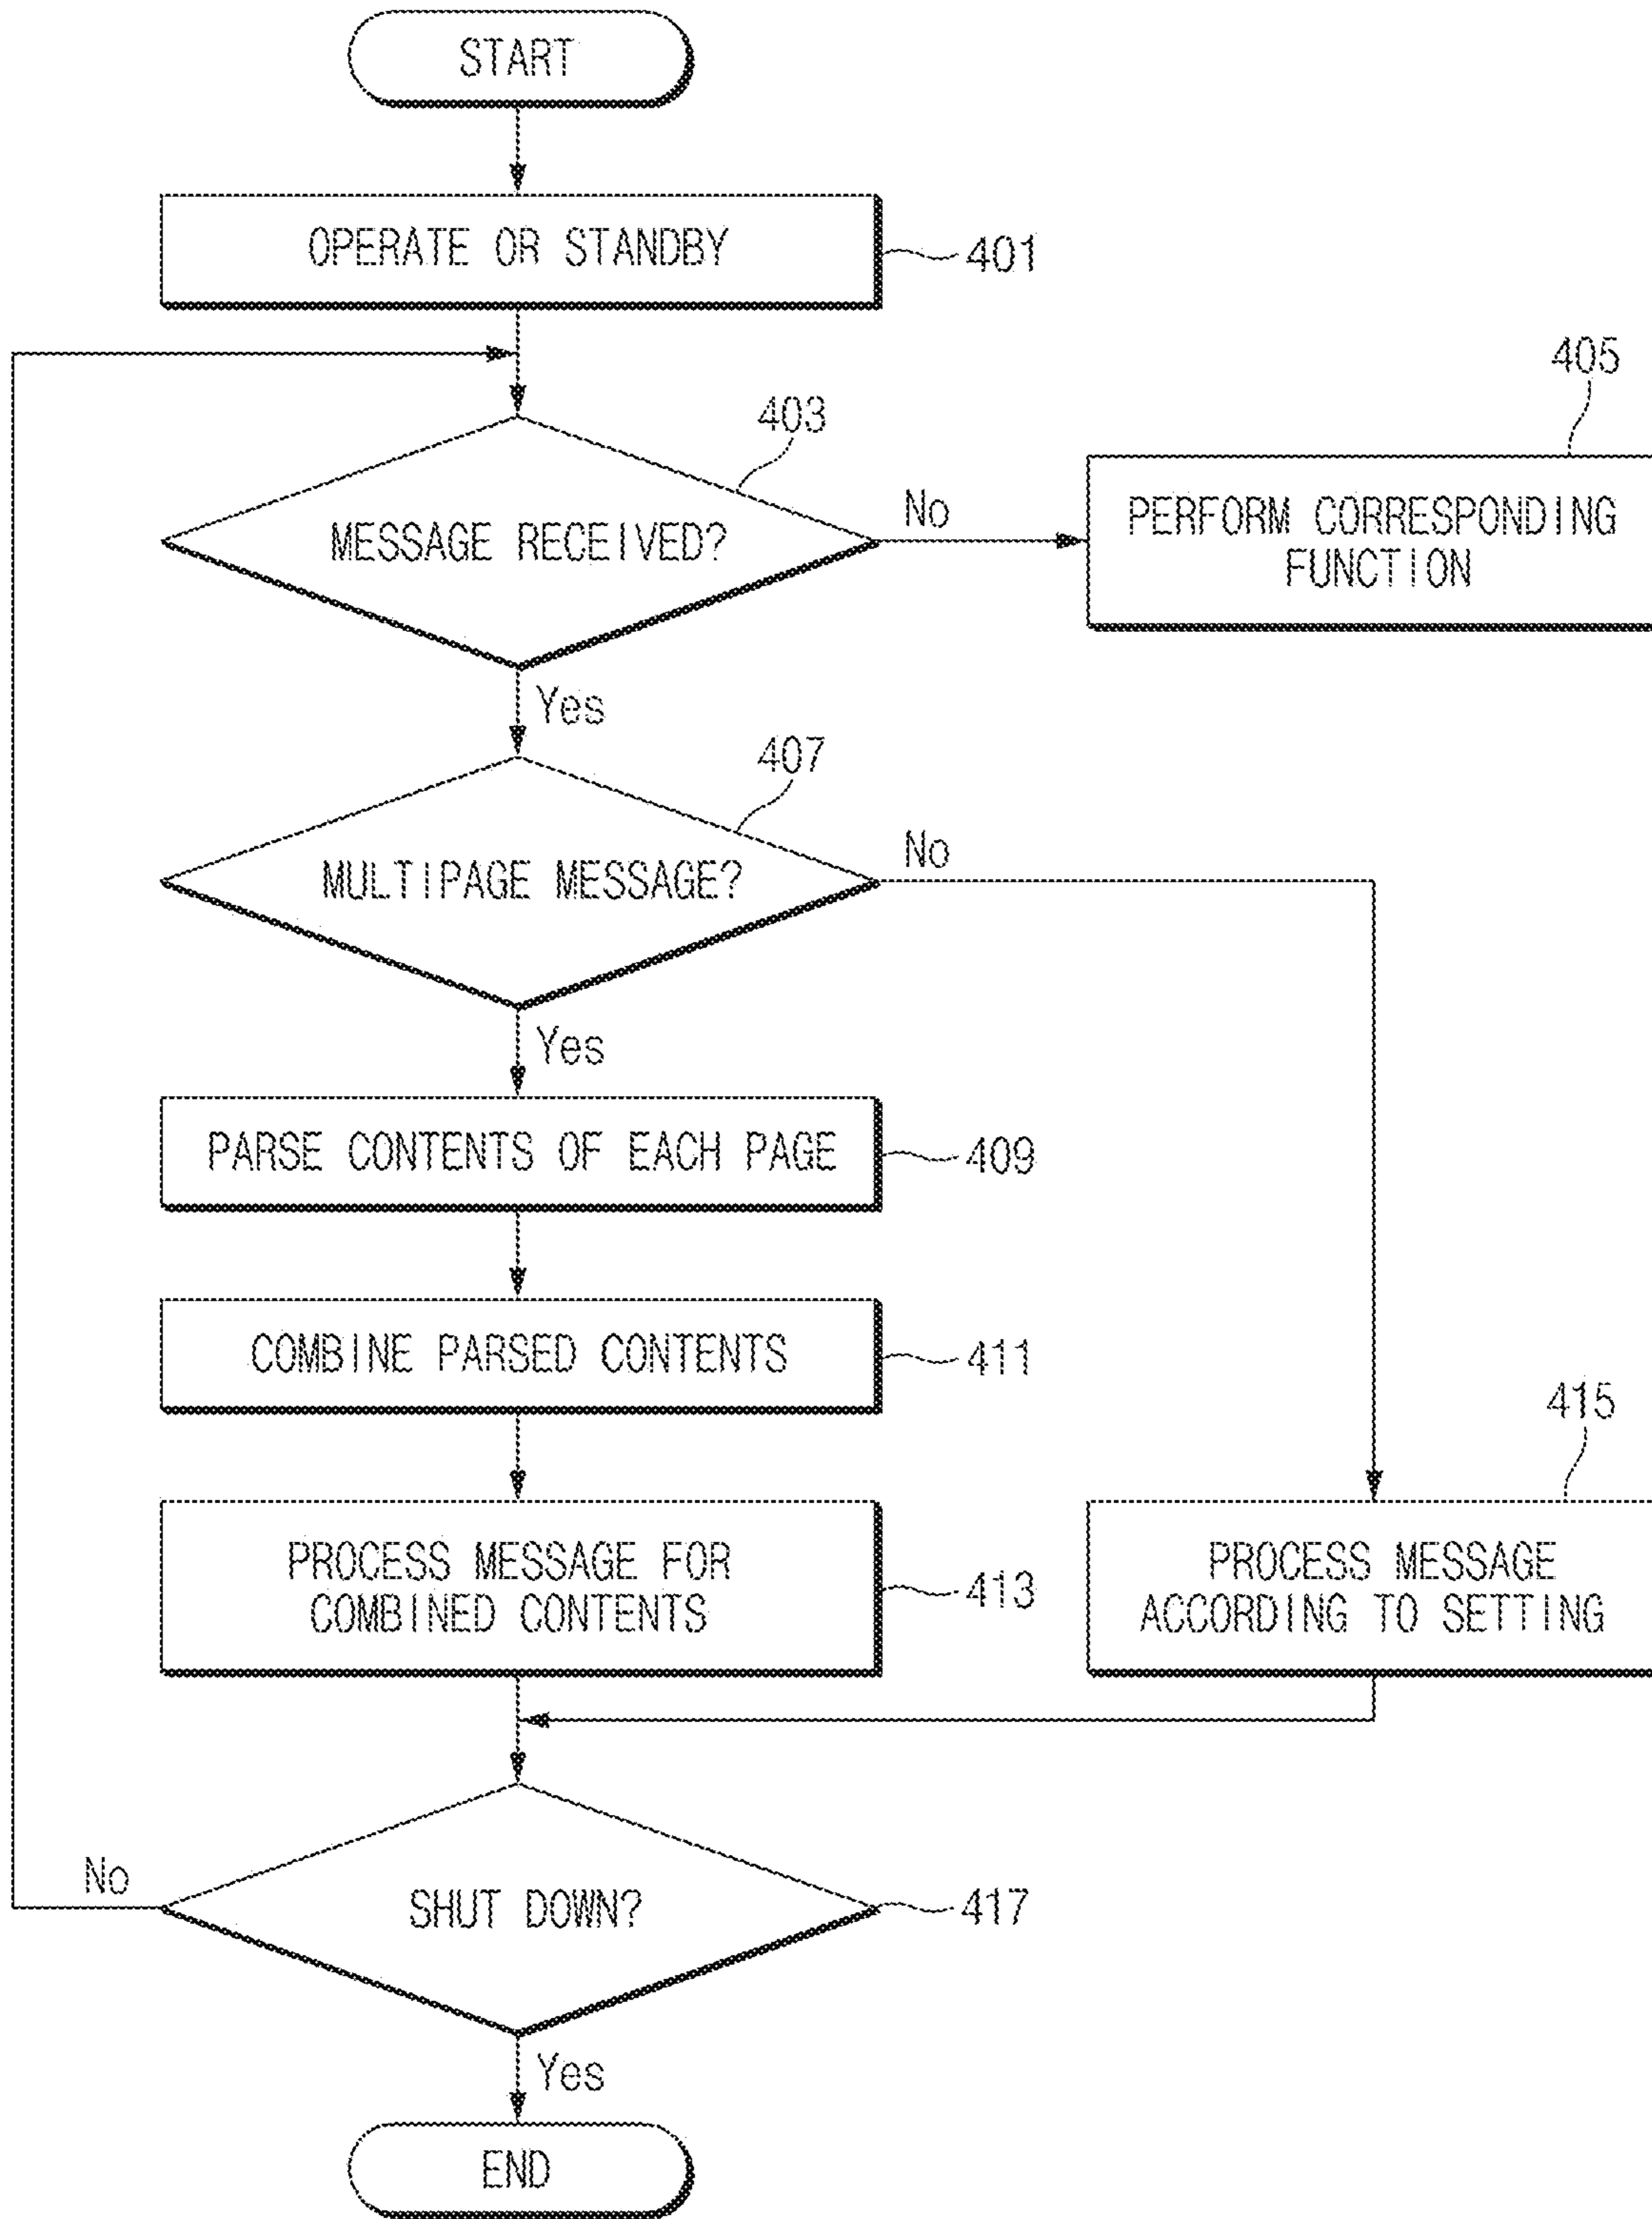 START
OPERATE OR STANDBY
401
403
405
MESSAGE RECEIVED?
No
PERFORM CORRESPONDING
FUNCTION
Yes
407
MULTIPAGE MESSAGE?
No
Yes
PARSE CONTENTS OF EACH PAGE
409
COMBINE PARSED CONTENTS
411
PROCESS MESSAGE FOR
COMBINED CONTENTS
413
415
PROCESS MESSAGE
ACCORDING TO SETTING
No
SHUT DOWN?
417
Yes
END